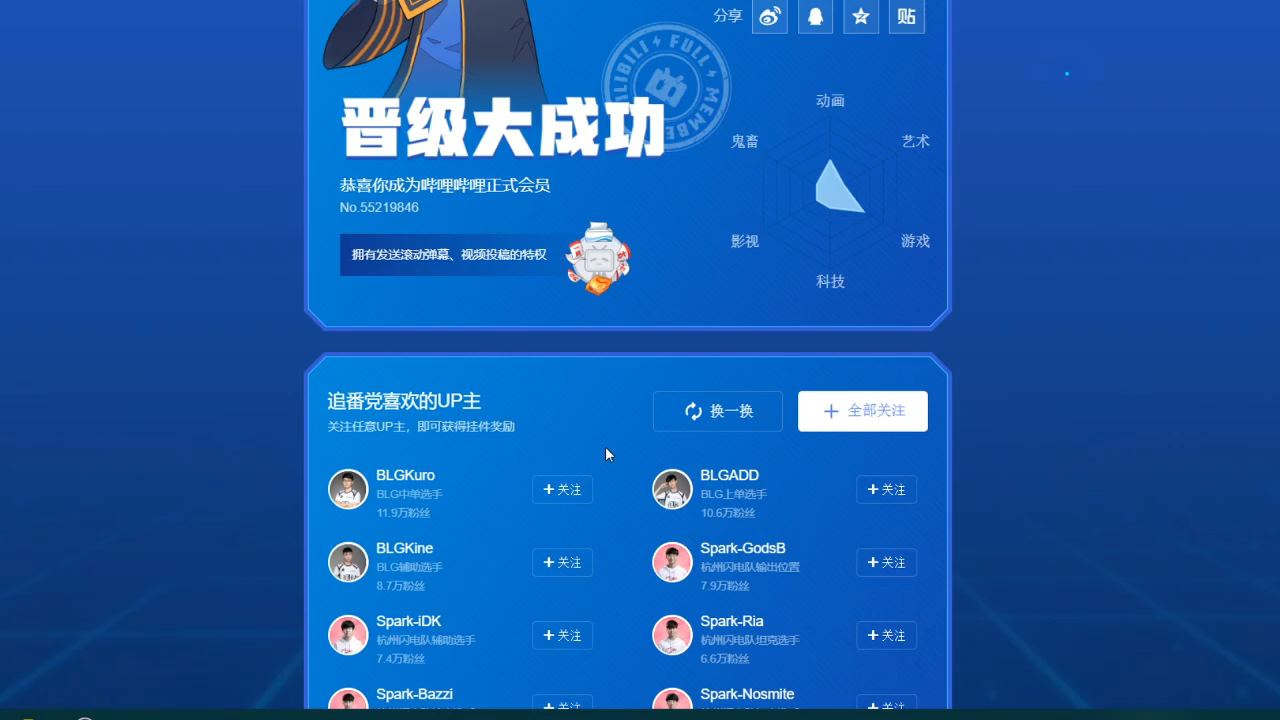 分享
贴
BILIBILI FULL MEMBE
动画
鬼畜
艺术
影视
游戏
科技
晋级大成功
恭喜你成为哔哩哔哩正式会员
No.55219846
拥有发送滚动弹幕、视频投稿的特权
追番党喜欢的UP主
关注任意UP主，即可获得挂件奖励
换一换
全部关注
BLGKuro
BLG中单选手
11.9万粉丝
+ 关注
BLGADD
BLG上单选手
10.6万粉丝
+ 关注
BLGKine
BLG辅助选手
8.7万粉丝
+ 关注
Spark-GodsB
杭州闪电队输出位置
7.9万粉丝
+ 关注
Spark-iDK
杭州闪电队辅助选手
7.4万粉丝
+ 关注
Spark-Ria
杭州闪电队坦克选手
6.6万粉丝
+ 关注
Spark-Bazzi
+ 关注
Spark-Nosmite
+ 关注